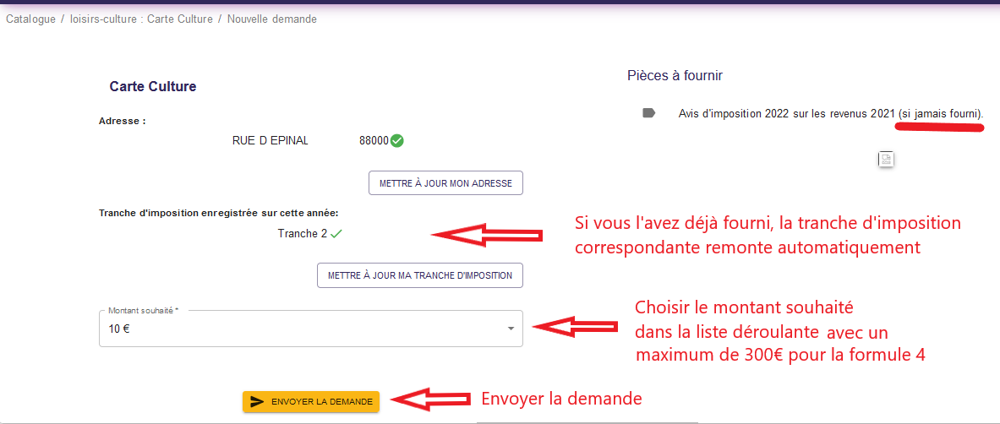 Catalogue / loisirs-culture : Carte Culture / Nouvelle demande
Carte Culture
Adresse :
RUE D EPINAL 88000
METTRE À JOUR MON ADRESSE
Tranche d'imposition enregistrée sur cette année:
Tranche 2
METTRE À JOUR MA TRANCHE D'IMPOSITION
Montant souhaité *
10 €
ENVOYER LA DEMANDE
Pièces à fournir
Avis d'imposition 2022 sur les revenus 2021 (si jamais fourni).
Si vous l'avez déjà fourni, la tranche d'imposition
correspondante remonte automatiquement
Choisir le montant souhaité
dans la liste déroulante avec un
maximum de 300€ pour la formule 4
Envoyer la demande